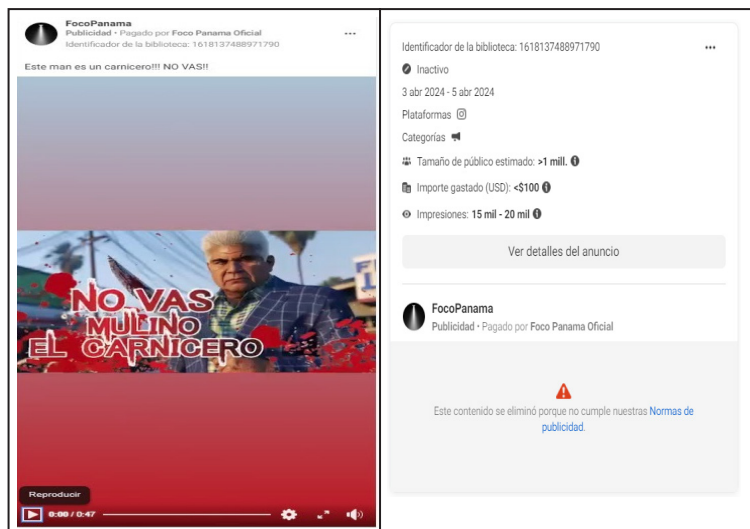 FocoPanama
Publicidad • Pagado por Foco Panama Oficial
Identificador de la biblioteca: 1618137488971790
Este man es un carnicero!!! NO VAS!!
NO VAS
MULINO
EL CARNICERO
Reproducir
0:00 / 0:47
Identificador de la biblioteca: 1618137488971790
Inactivo
3 abr 2024 - 5 abr 2024
Plataformas
Categorías
Tamaño de público estimado: >1 mill.
Importe gastado (USD): <$100
Impresiones: 15 mil - 20 mil
Ver detalles del anuncio
FocoPanama
Publicidad • Pagado por Foco Panama Oficial
Este contenido se eliminó porque no cumple nuestras Normas de
publicidad.